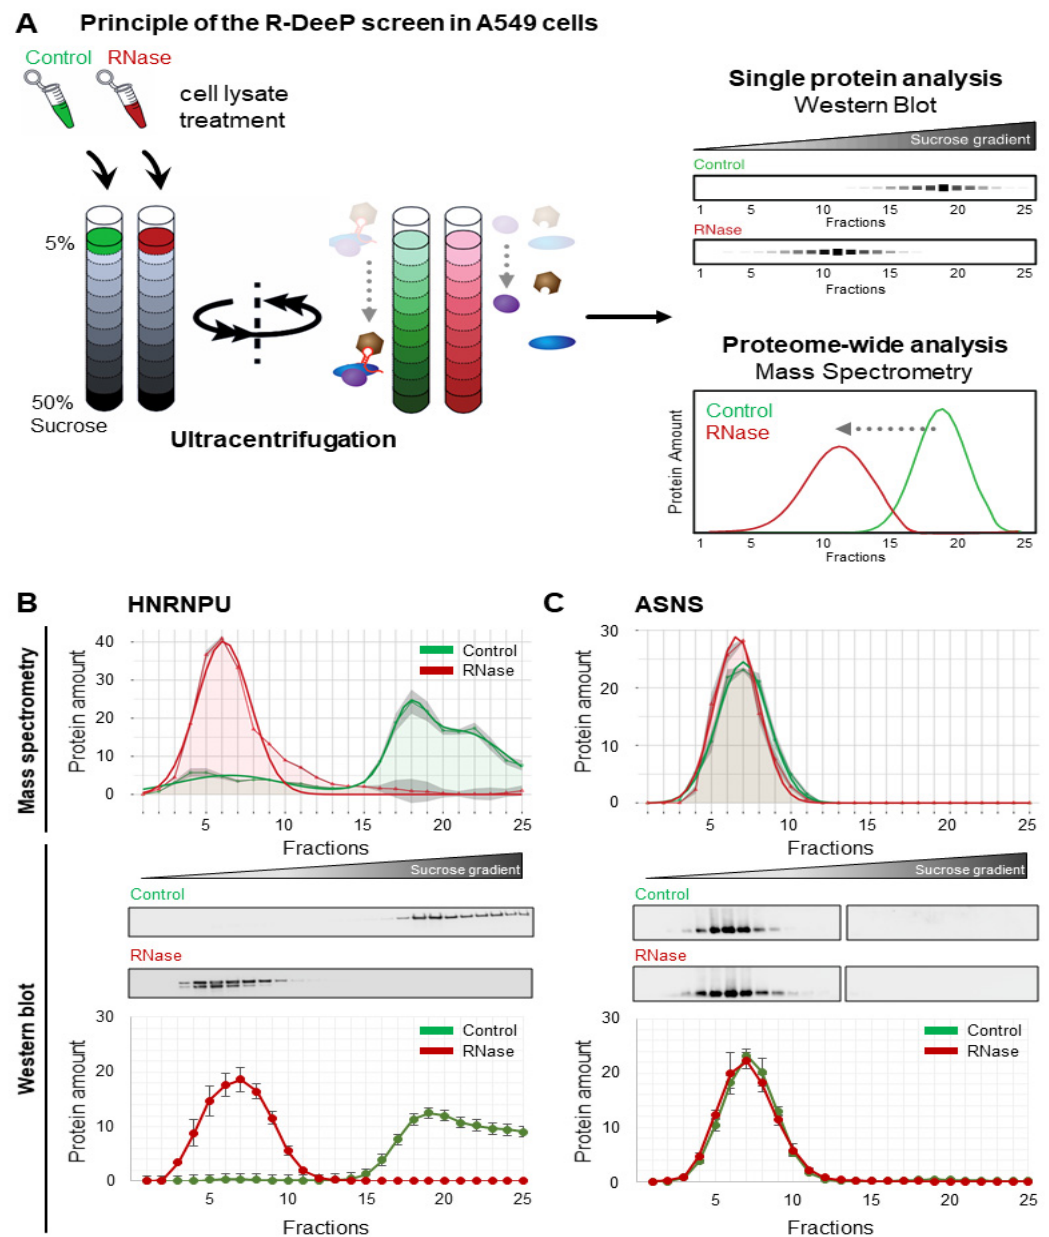 A Principle of the R-DeeP screen in A549 cells
Control RNase
cell lysate
treatment
5%
50%
Sucrose
Ultracentrifugation
Single protein analysis
Western Blot
Sucrose gradient
Control
1 5 10 15 20 25
Fractions
RNase
1 5 10 15 20 25
Fractions
Proteome-wide analysis
Mass Spectrometry
Protein Amount
Control
RNase
1 5 10 15 20 25
Fractions
B HNRNPU
Mass spectrometry
Protein amount
40
30
20
10
0
Control
RNase
5 10 15 20 25
Fractions
Western blot
Sucrose gradient
Control
RNase
Protein amount
30
20
10
0
Control
RNase
5 10 15 20 25
Fractions
C ASNS
Protein amount
30
20
10
0
5 10 15 20 25
Fractions
Sucrose gradient
Control
RNase
Protein amount
30
20
10
0
Control
RNase
5 10 15 20 25
Fractions